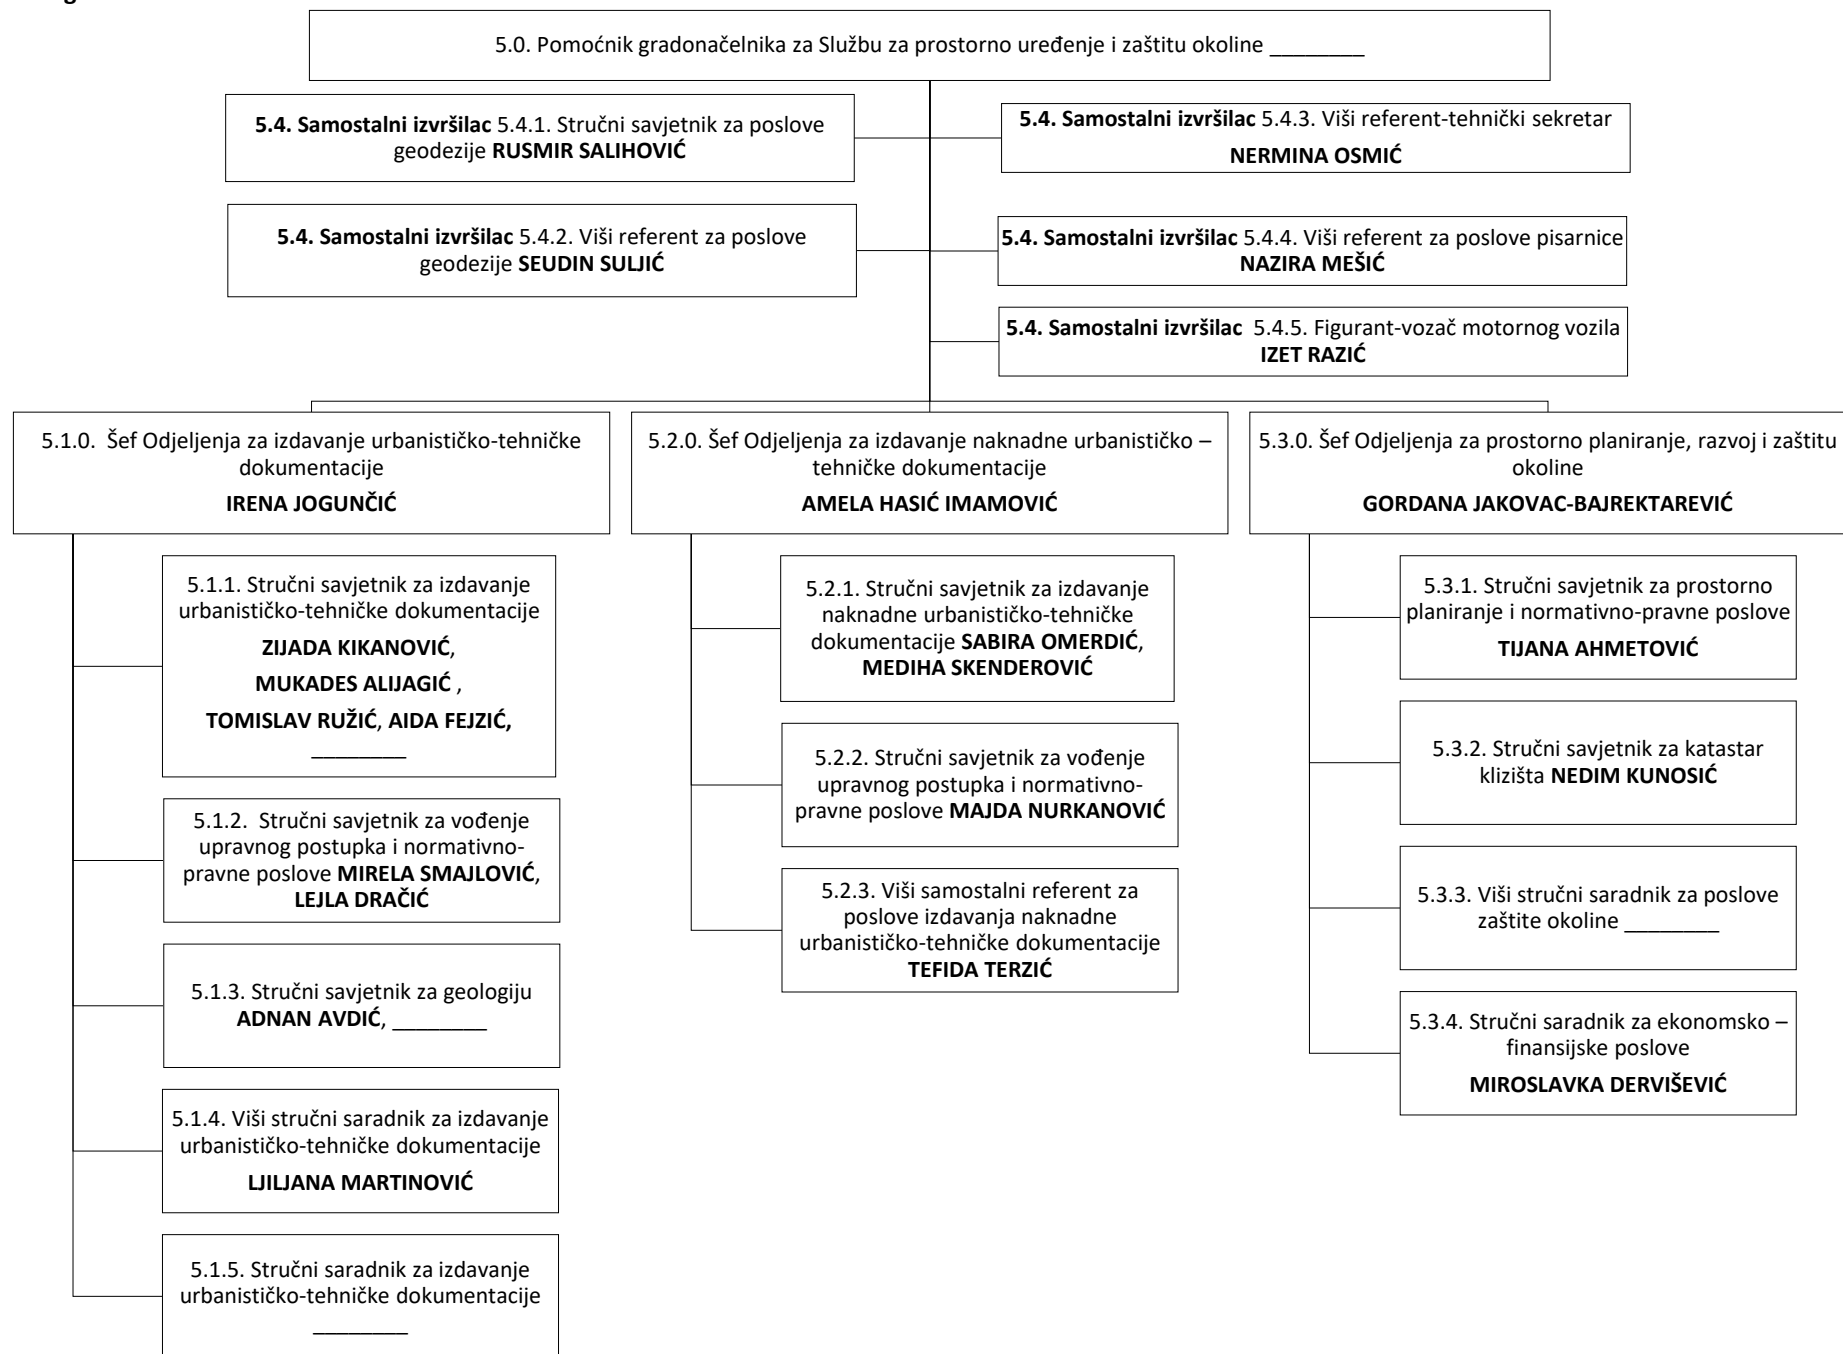 5.0. Pomoćnik gradonačelnika za Službu za prostorno uređenje i zaštitu okoline ________
5.4. Samostalni izvršilac 5.4.1. Stručni savjetnik za poslove
geodezije RUSMIR SALIHOVIĆ
5.4. Samostalni izvršilac 5.4.3. Viši referent-tehnički sekretar
NERMINA OSMIĆ
5.4. Samostalni izvršilac 5.4.2. Viši referent za poslove
geodezije SEUDIN SULJIĆ
5.4. Samostalni izvršilac 5.4.4. Viši referent za poslove pisarnice
NAZIRA MEŠIĆ
5.4. Samostalni izvršilac 5.4.5. Figurant-vozač motornog vozila
IZET RAZIĆ
5.1.0. Šef Odjeljenja za izdavanje urbanističko-tehničke
dokumentacije
IRENA JOGUNČIĆ
5.1.1. Stručni savjetnik za izdavanje
urbanističko-tehničke dokumentacije
ZIJADA KIKANOVIĆ,
MUKADES ALIJAGIĆ ,
TOMISLAV RUŽIĆ, AIDA FEJZIĆ,
________
5.1.2. Stručni savjetnik za vođenje
upravnog postupka i normativno-
pravne poslove MIRELA SMAJLOVIĆ,
LEJLA DRAČIĆ
5.1.3. Stručni savjetnik za geologiju
ADNAN AVDIĆ, ________
5.1.4. Viši stručni saradnik za izdavanje
urbanističko-tehničke dokumentacije
LJILJANA MARTINOVIĆ
5.1.5. Stručni saradnik za izdavanje
urbanističko-tehničke dokumentacije
________
5.2.0. Šef Odjeljenja za izdavanje naknadne urbanističko –
tehničke dokumentacije
AMELA HASIĆ IMAMOVIĆ
5.2.1. Stručni savjetnik za izdavanje
naknadne urbanističko-tehničke
dokumentacije SABIRA OMERDIĆ,
MEDIHA SKENDEROVIĆ
5.2.2. Stručni savjetnik za vođenje
upravnog postupka i normativno-
pravne poslove MAJDA NURKANOVIĆ
5.2.3. Viši samostalni referent za
poslove izdavanja naknadne
urbanističko-tehničke dokumentacije
TEFIDA TERZIĆ
5.3.0. Šef Odjeljenja za prostorno planiranje, razvoj i zaštitu
okoline
GORDANA JAKOVAC-BAJREKTAREVIĆ
5.3.1. Stručni savjetnik za prostorno
planiranje i normativno-pravne poslove
TIJANA AHMETOVIĆ
5.3.2. Stručni savjetnik za katastar
klizišta NEDIM KUNOSIĆ
5.3.3. Viši stručni saradnik za poslove
zaštite okoline ________
5.3.4. Stručni saradnik za ekonomsko –
finansijske poslove
MIROSLAVKA DERVIŠEVIĆ